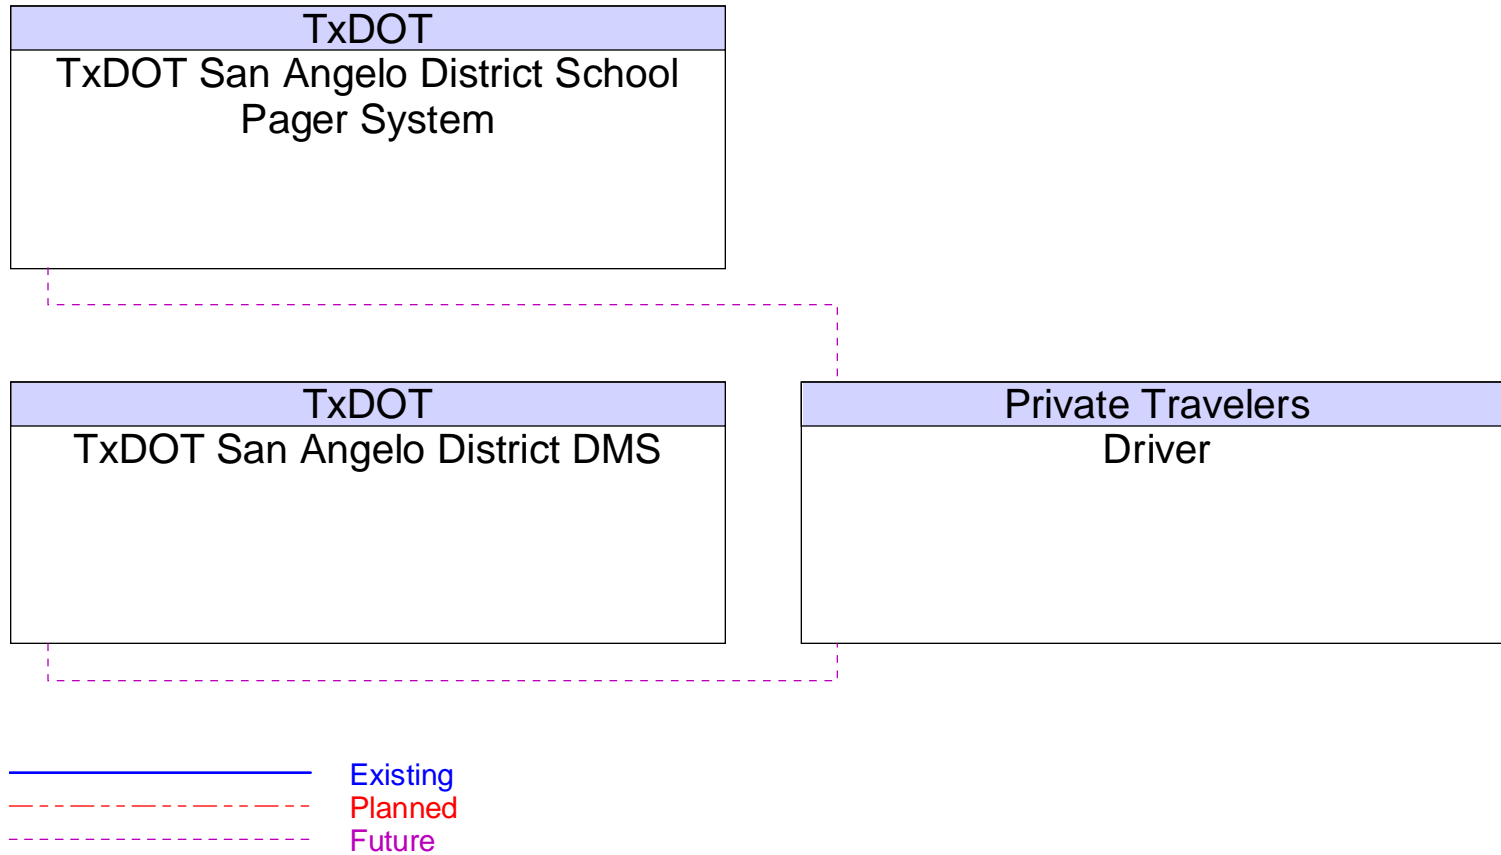 TxDOT
TxDOT San Angelo District School
Pager System
TxDOT
TxDOT San Angelo District DMS
Private Travelers
Driver
Existing
Planned
Future